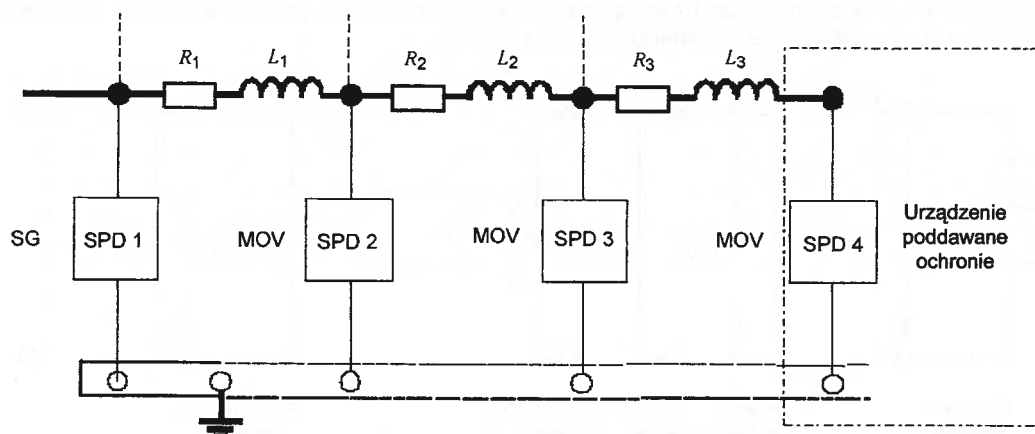 R1 L1 R2 L2 R3 L3
SG SPD 1 MOV SPD 2 MOV SPD 3 MOV SPD 4
Urządzenie
poddawane
ochronie